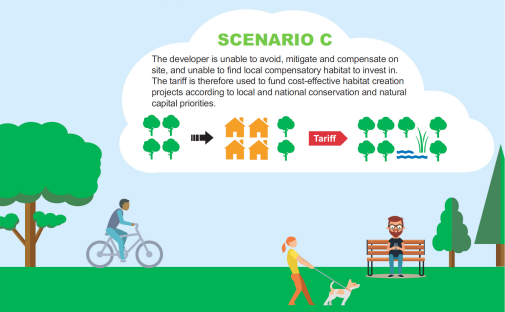 SCENARIO C
The developer is unable to avoid, mitigate and compensate on
site, and unable to find local compensatory habitat to invest in.
The tariff is therefore used to fund cost-effective habitat creation
projects according to local and national conservation and natural
capital priorities.
Tariff